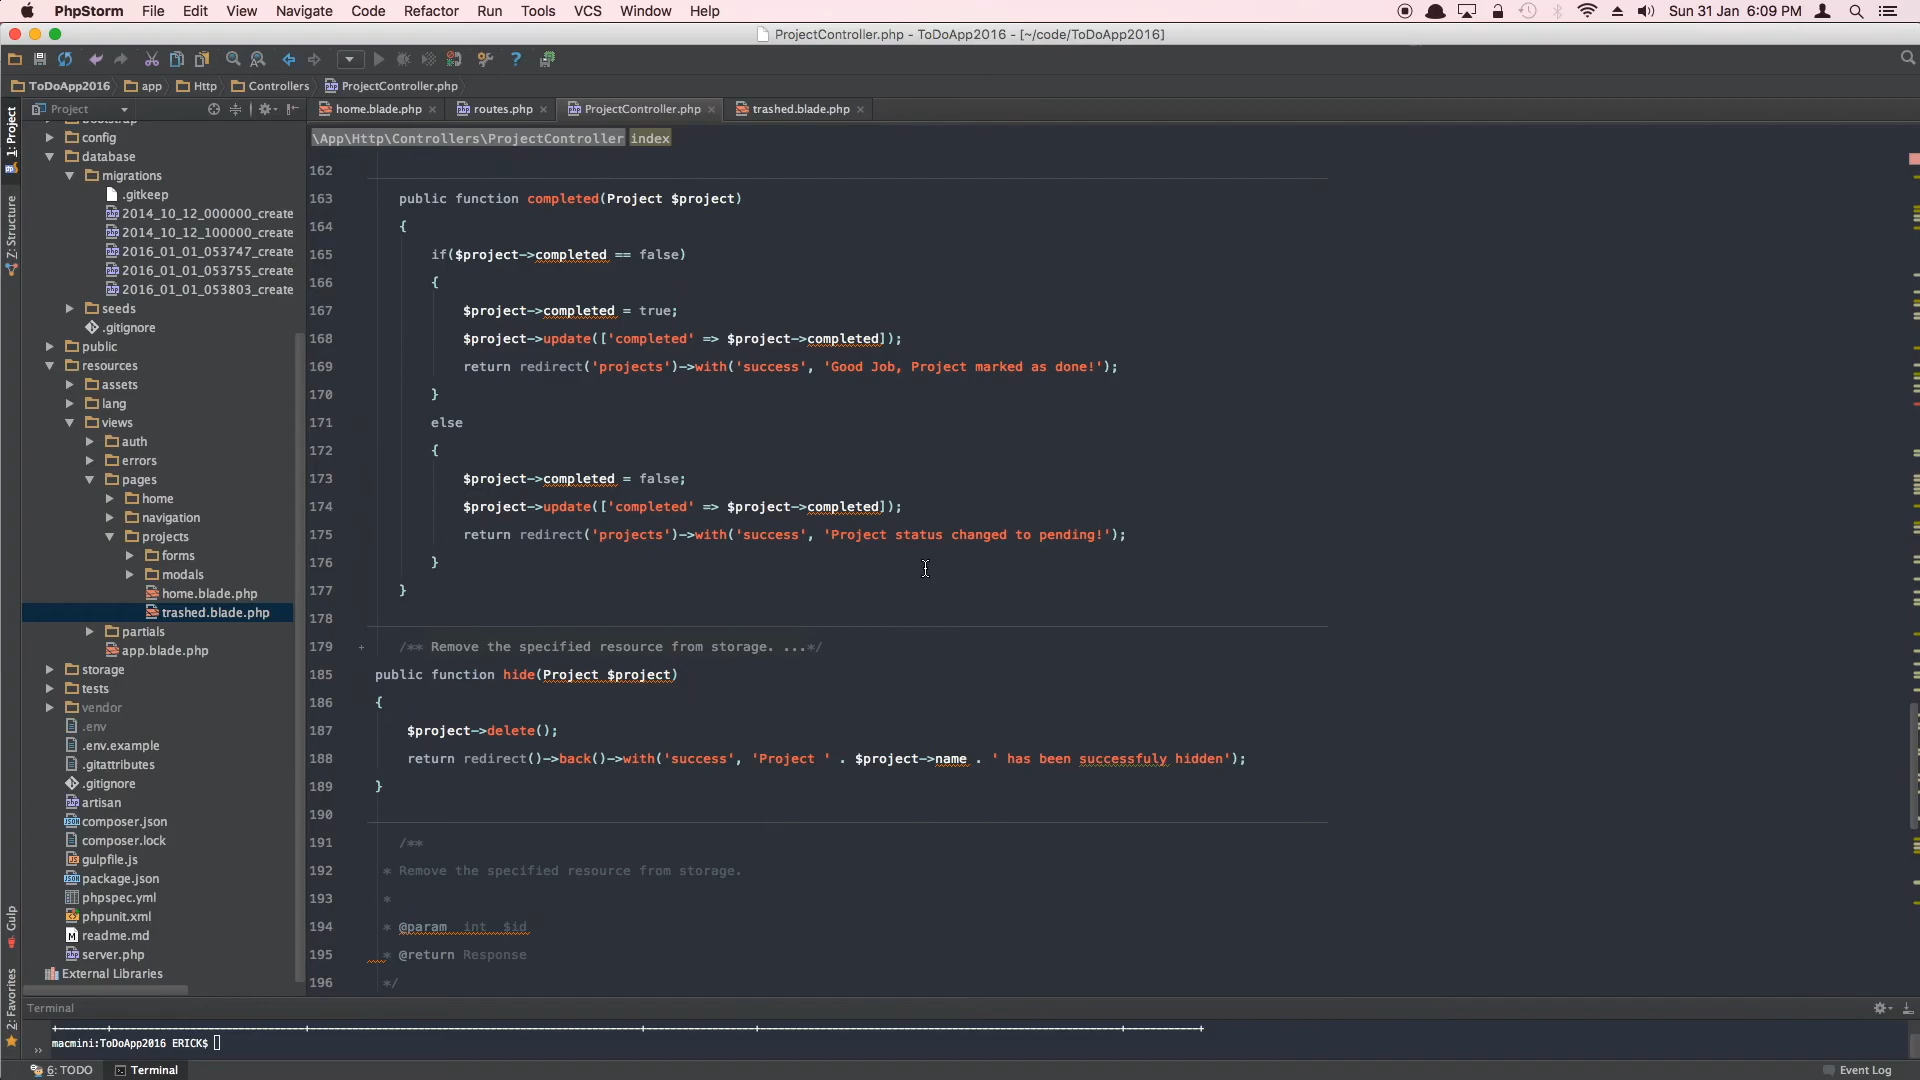 PhpStorm File Edit View Navigate Code Refactor Run Tools VCS Window Help Sun 31 Jan 6:09 PM
ProjectController.php - ToDoApp2016 - [~/code/ToDoApp2016]
ToDoApp2016 app Http Controllers ProjectController.php
Project home.blade.php routes.php ProjectController.php trashed.blade.php
\App\Http\Controllers\ProjectController index
1: Project
Z: Structure
Gulp
2: Favorites
bootstrap
config
database
migrations
.gitkeep
2014_10_12_000000_create
2014_10_12_100000_create
2016_01_01_053747_create
2016_01_01_053755_create
2016_01_01_053803_create
seeds
.gitignore
public
resources
assets
lang
views
auth
errors
pages
home
navigation
projects
forms
modals
home.blade.php
trashed.blade.php
partials
app.blade.php
storage
tests
vendor
.env
.env.example
.gitattributes
.gitignore
artisan
composer.json
composer.lock
gulpfile.js
package.json
phpspec.yml
phpunit.xml
readme.md
server.php
External Libraries
162
163 public function completed(Project $project)
164 {
165 if($project->completed == false)
166 {
167 $project->completed = true;
168 $project->update(['completed' => $project->completed]);
169 return redirect('projects')->with('success', 'Good Job, Project marked as done!');
170 }
171 else
172 {
173 $project->completed = false;
174 $project->update(['completed' => $project->completed]);
175 return redirect('projects')->with('success', 'Project status changed to pending!');
176 }
177 }
178
179 + /** Remove the specified resource from storage. ...*/
185 public function hide(Project $project)
186 {
187 $project->delete();
188 return redirect()->back()->with('success', 'Project ' . $project->name . ' has been successfuly hidden');
189 }
190
191 /**
192 * Remove the specified resource from storage.
193 *
194 * @param int $id
195 * @return Response
196 */
Terminal
+--------+----------+
macmini:ToDoApp2016 ERICK$
6: TODO Terminal Event Log